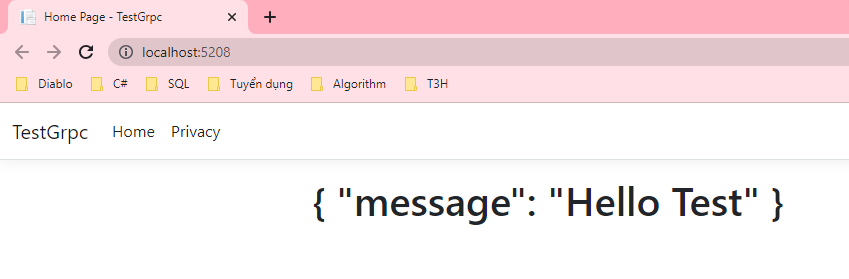 Home Page - TestGrpc
localhost:5208
Diablo C# SQL Tuyển dụng Algorithm T3H
TestGrpc Home Privacy
{ "message": "Hello Test" }